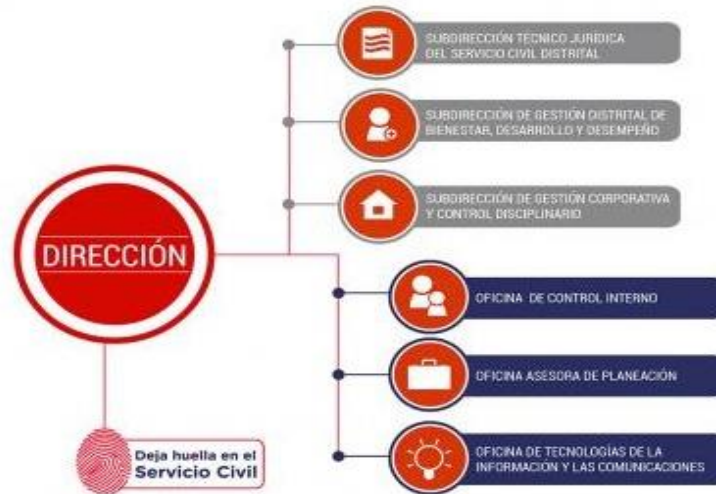 SUBDIRECCIÓN TÉCNICO JURÍDICA
DEL SERVICIO CIVIL DISTRITAL
SUBDIRECCIÓN DE GESTIÓN DISTRITAL DE
BIENESTAR, DESARROLLO Y DESEMPEÑO
SUBDIRECCIÓN DE GESTIÓN CORPORATIVA
Y CONTROL DISCIPLINARIO
DIRECCIÓN
OFICINA DE CONTROL INTERNO
OFICINA ASESORA DE PLANEACIÓN
OFICINA DE TECNOLOGÍAS DE LA
INFORMACIÓN Y LAS COMUNICACIONES
Deja huella en el
Servicio Civil